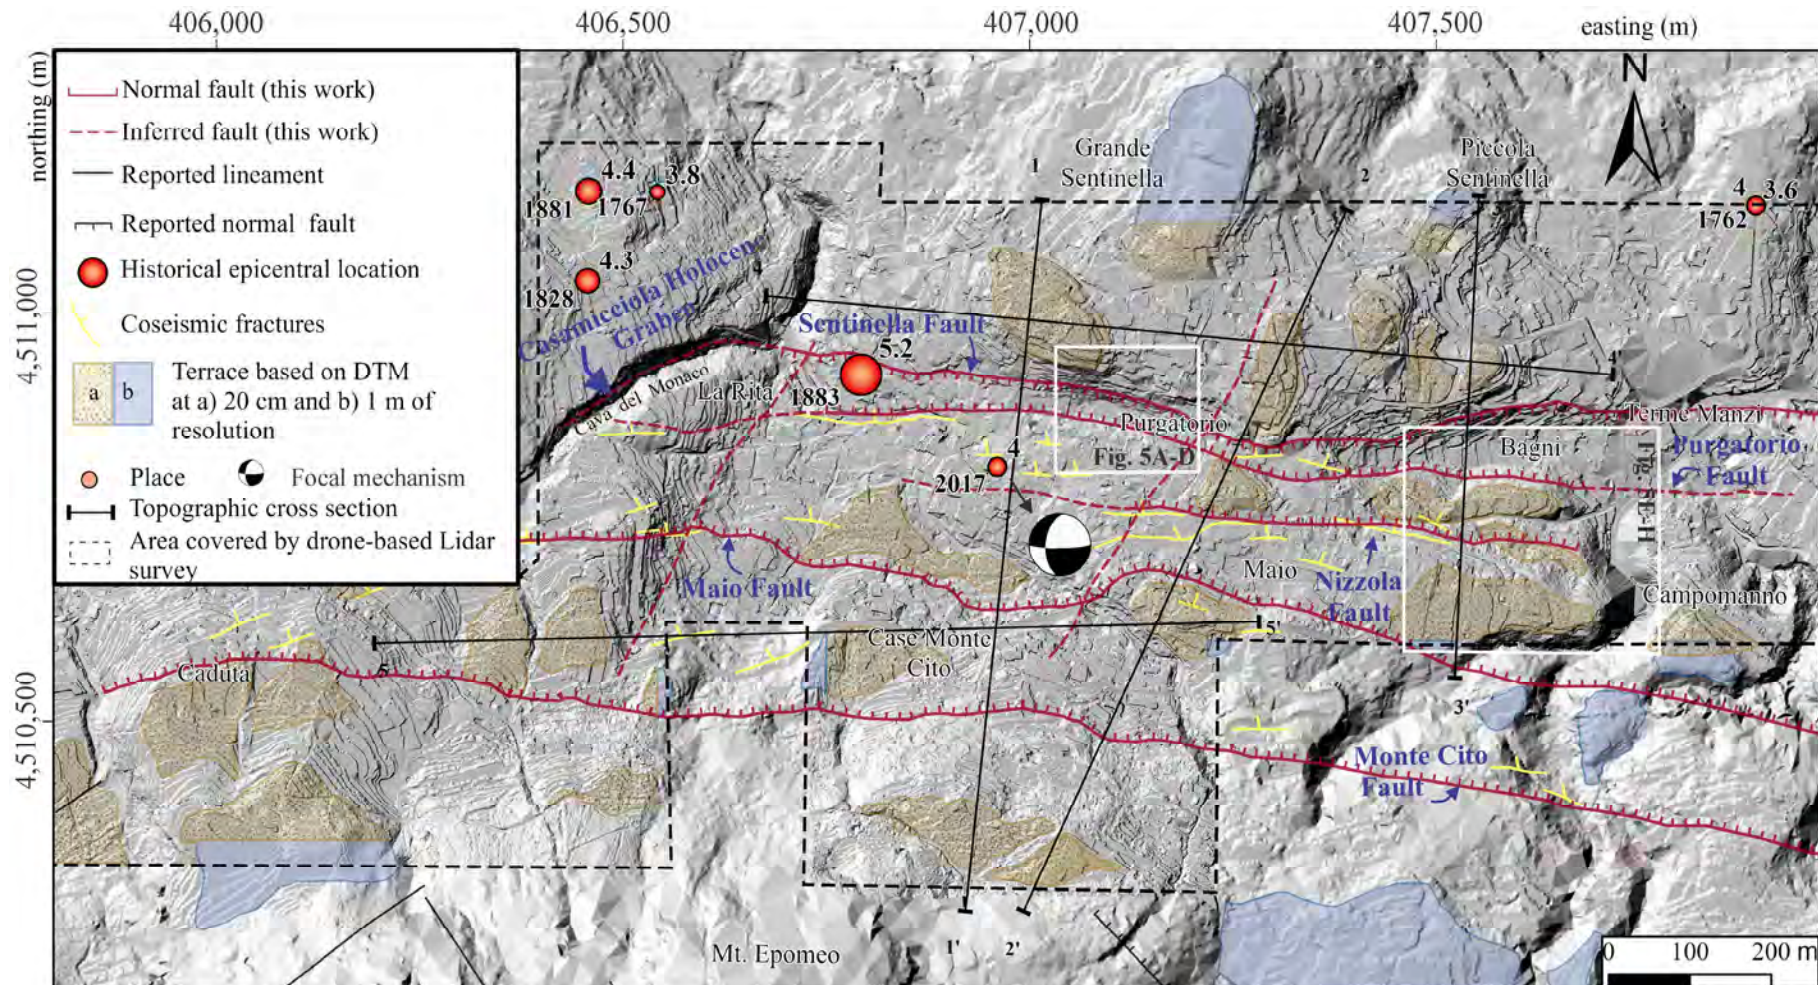 406,000
406,500
407,000
407,500
easting (m)
northing (m)
4,511,000
4,510,500
Normal fault (this work)
Inferred fault (this work)
Reported lineament
Reported normal fault
Historical epicentral location
Coseismic fractures
a
b
Terrace based on DTM
at a) 20 cm and b) 1 m of
resolution
Place
Focal mechanism
Topographic cross section
Area covered by drone-based Lidar
survey
N
4.4
1881
3.8
1767
4.3
1828
Casamicciola Holocene
Graben
4
Cava del Monaco
La Rita
Sentinella Fault
5.2
1883
1
Grande
Sentinella
2
Piccola
Sentinella
4
3.6
1762
4'
Terme Manzi
Purgatorio
Fig. 5A-D
Bagni
Fig. 5E-H
Purgatorio
Fault
4
2017
Maio Fault
Maio
Nizzola
Fault
Campomanno
Case Monte
Cito
5'
Caduta
5
3'
Monte Cito
Fault
Mt. Epomeo
1'
2'
0
100
200 m